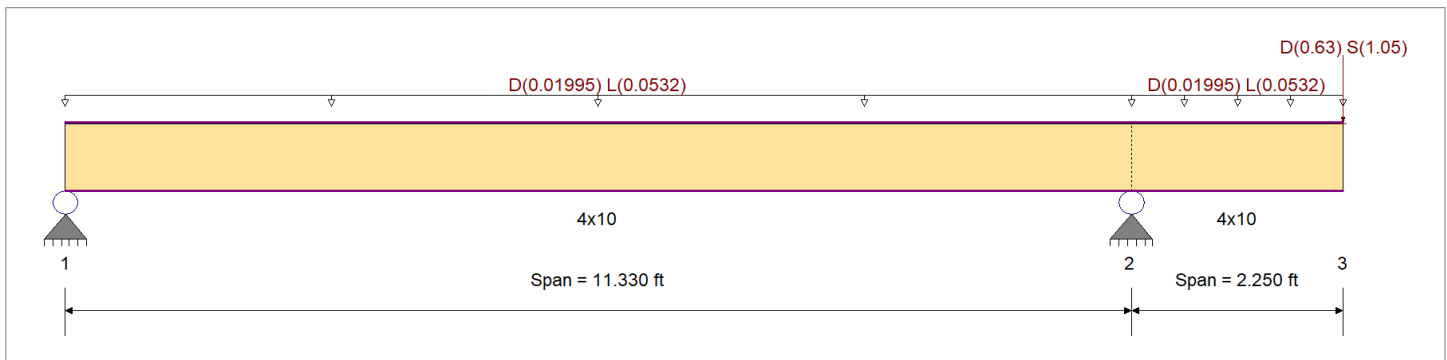 D(0.63) S(1.05)
D(0.01995) L(0.0532)
D(0.01995) L(0.0532)
4x10
4x10
1
2
3
Span = 11.330 ft
Span = 2.250 ft